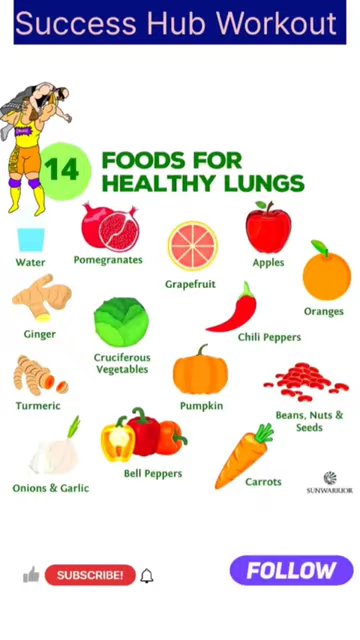 Success Hub Workout
14
FOODS FOR
HEALTHY LUNGS
Water
Pomegranates
Grapefruit
Apples
Oranges
Ginger
Cruciferous
Vegetables
Chili Peppers
Turmeric
Pumpkin
Beans, Nuts &
Seeds
Onions & Garlic
Bell Peppers
Carrots
SUNWARRIOR
SUBSCRIBE!
FOLLOW